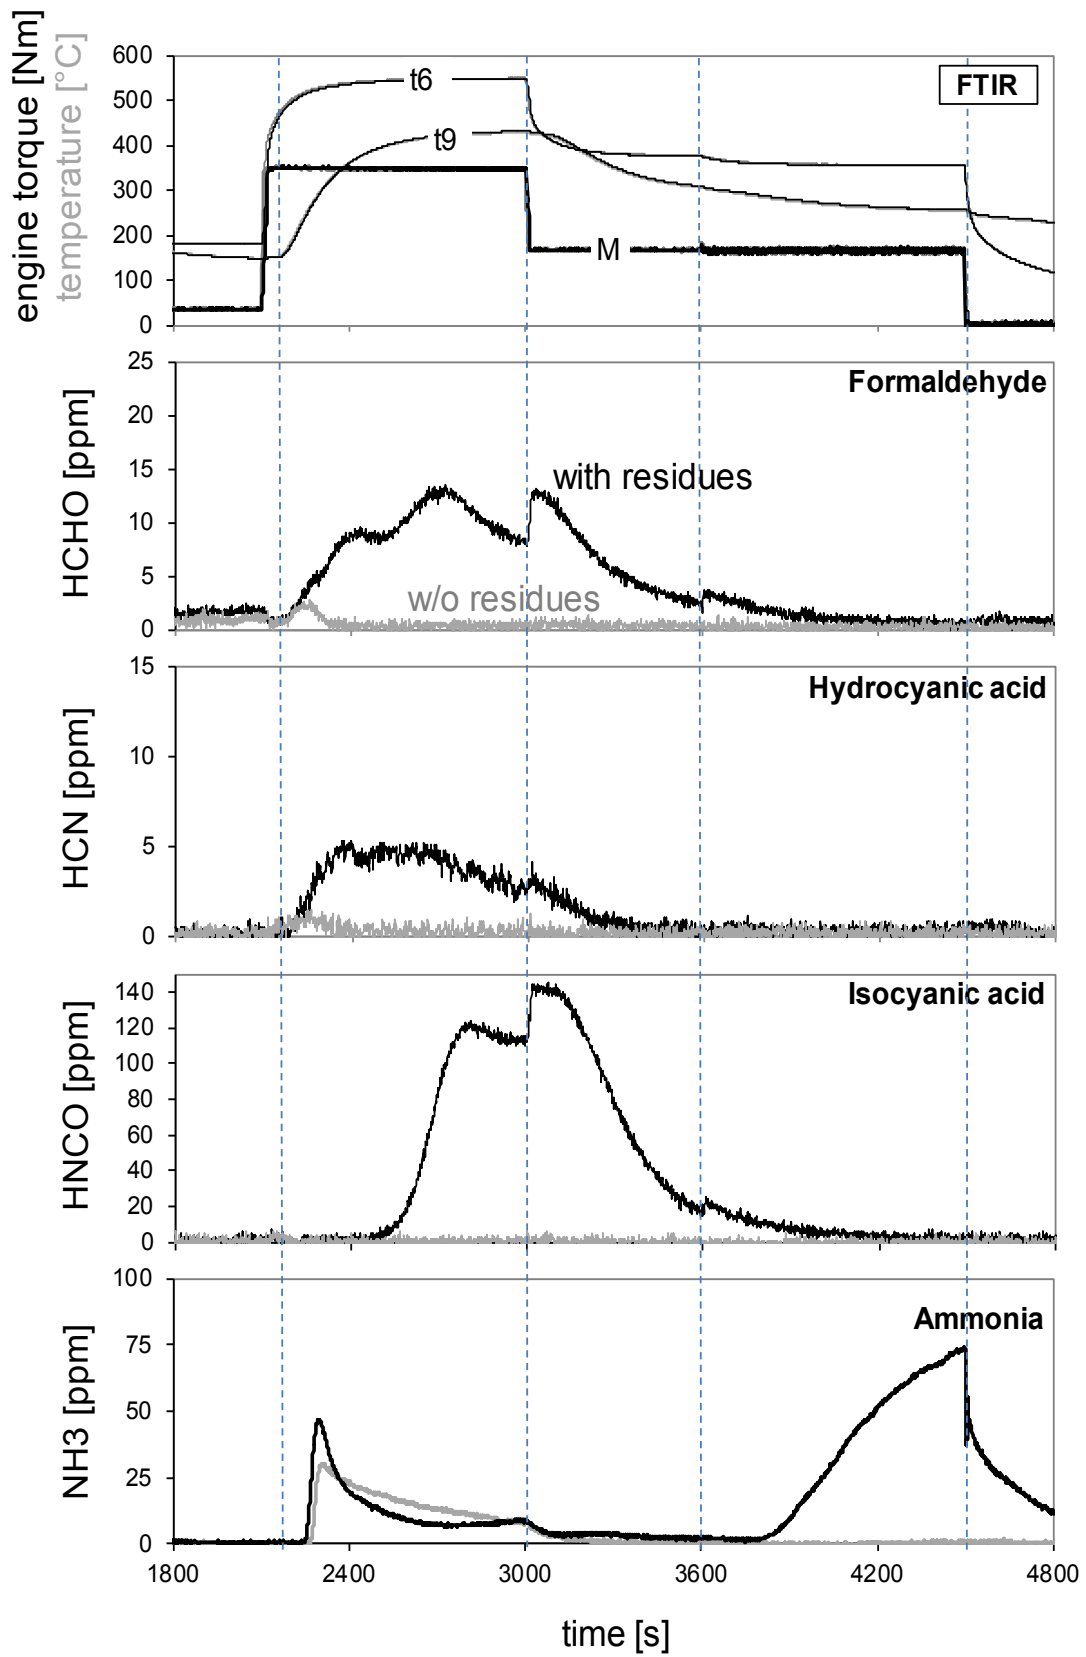 engine torque [Nm]
temperature [°C]
600
500
400
300
200
100
0
t6
t9
M
FTIR
HCHO [ppm]
25
20
15
10
5
0
Formaldehyde
with residues
w/o residues
HCN [ppm]
15
10
5
0
Hydrocyanic acid
HNCO [ppm]
140
120
100
80
60
40
20
0
Isocyanic acid
NH3 [ppm]
100
75
50
25
0
Ammonia
1800 2400 3000 3600 4200 4800
time [s]